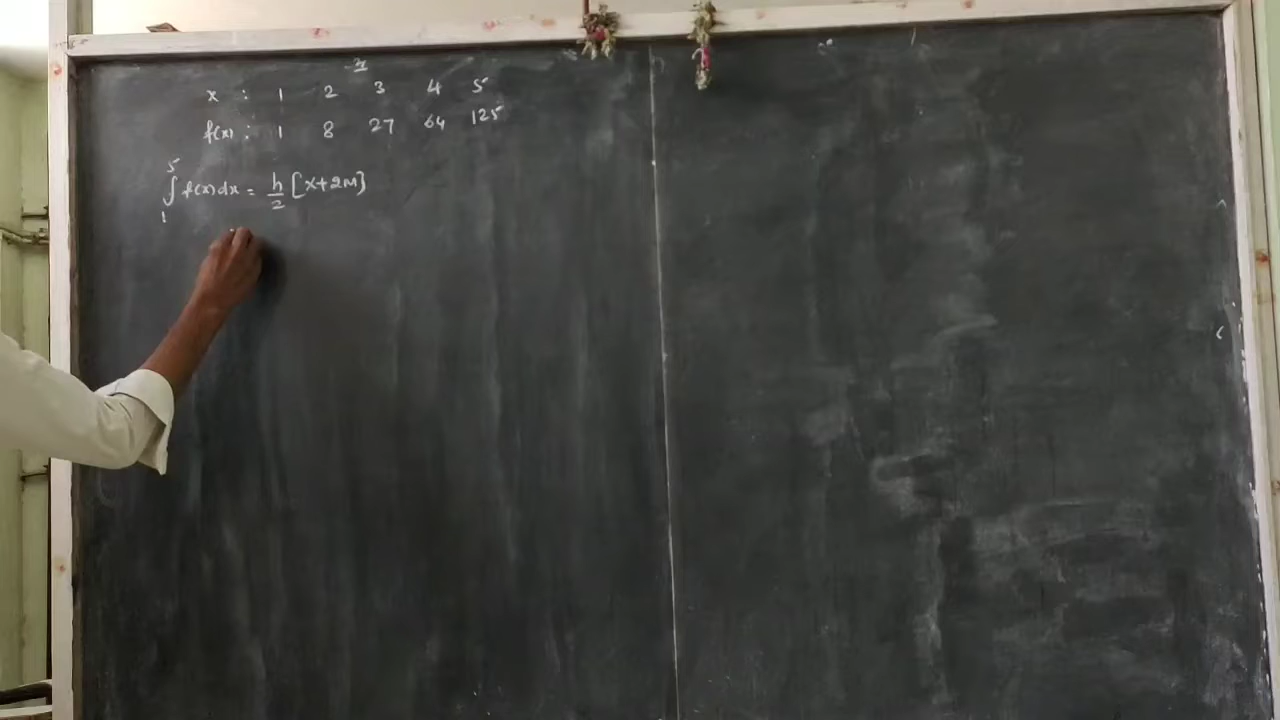 x : 1 2 3 4 5
f(x) : 1 8 27 64 125
∫₁⁵ f(x) dx = h/2 [X+2M]